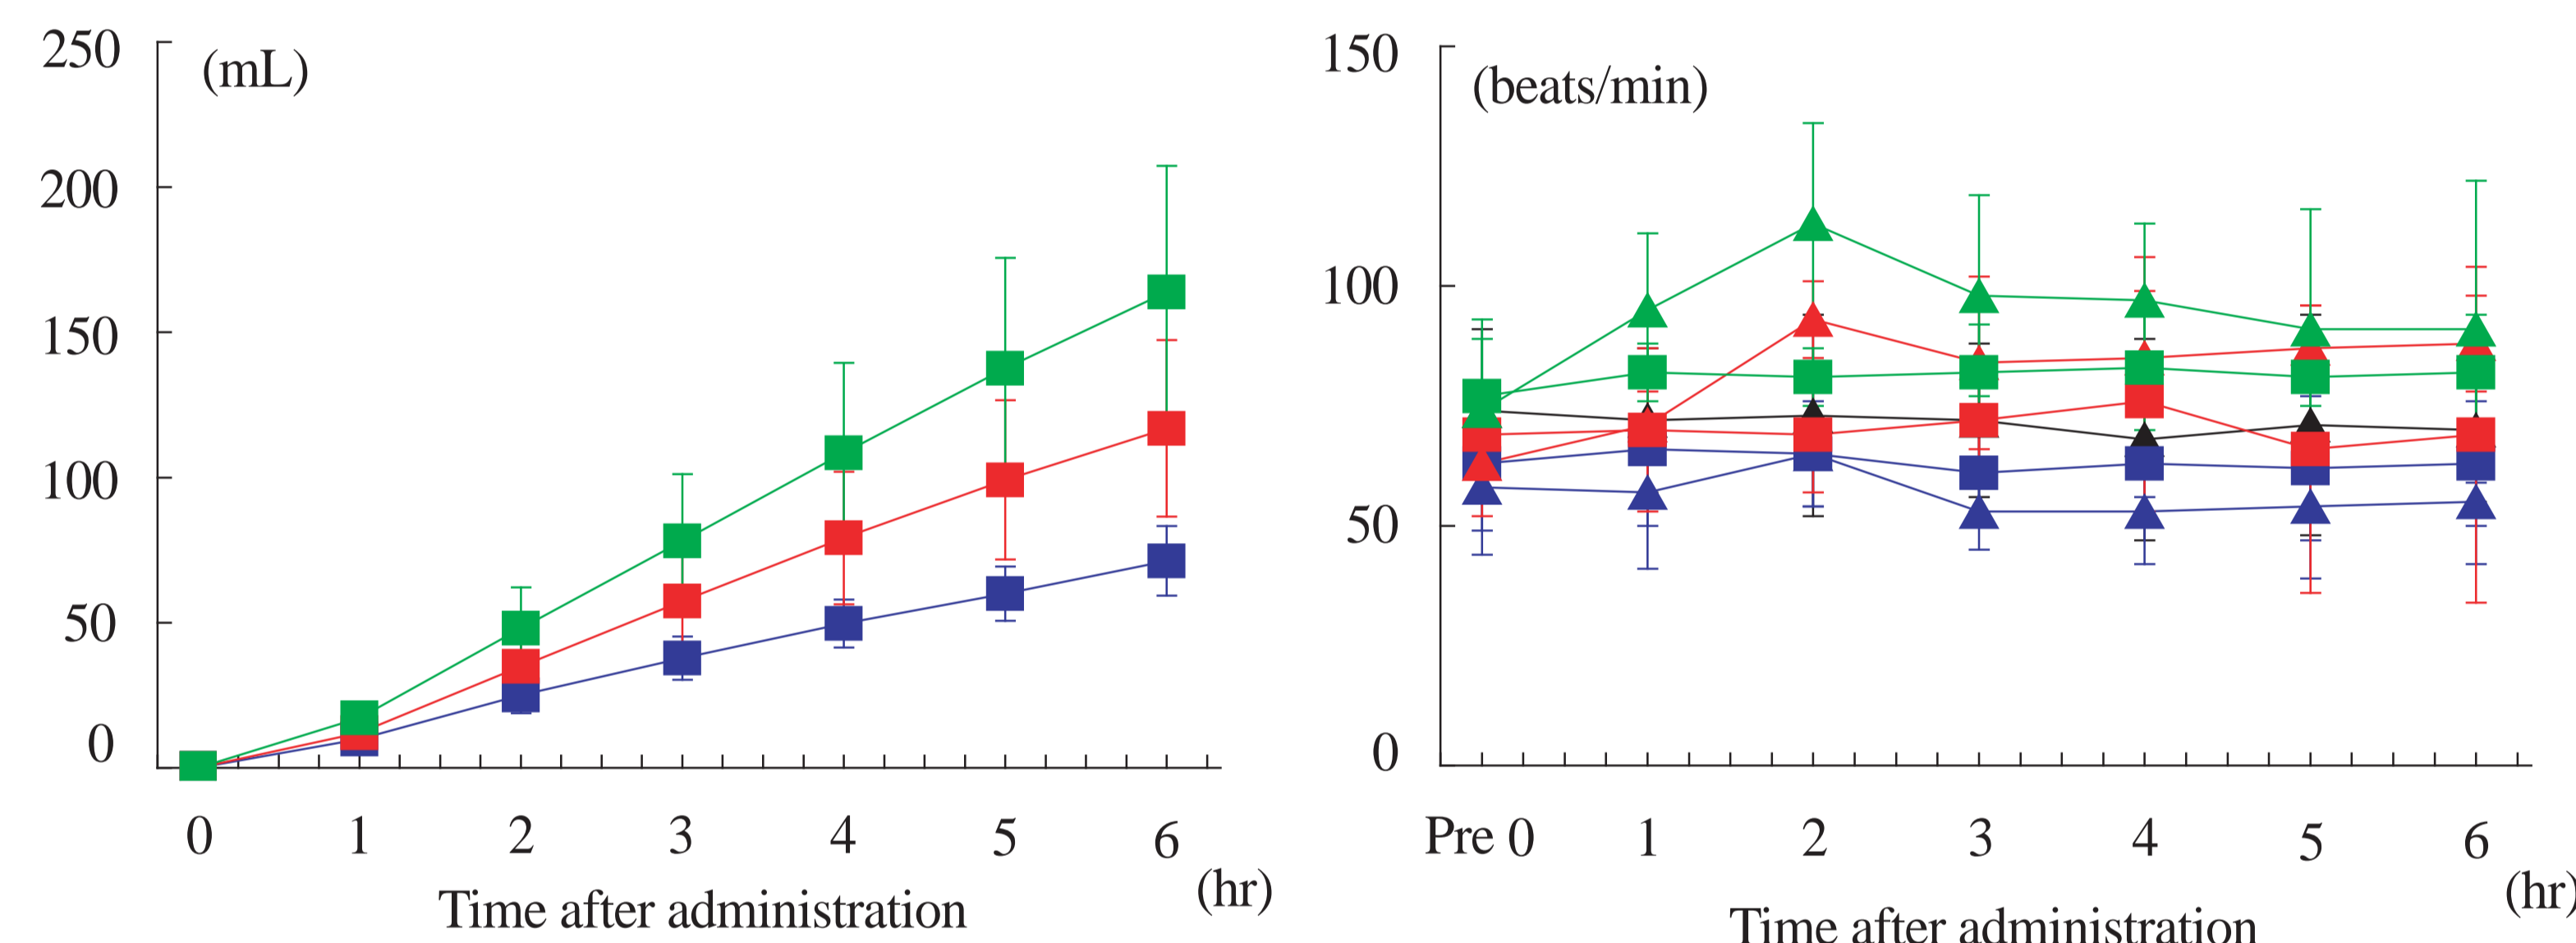 250
(mL)
200
150
100
50
0
0 1 2 3 4 5 6
(hr)
Time after administration
150
(beats/min)
100
50
0
Pre 0 1 2 3 4 5 6
(hr)
Time after administration